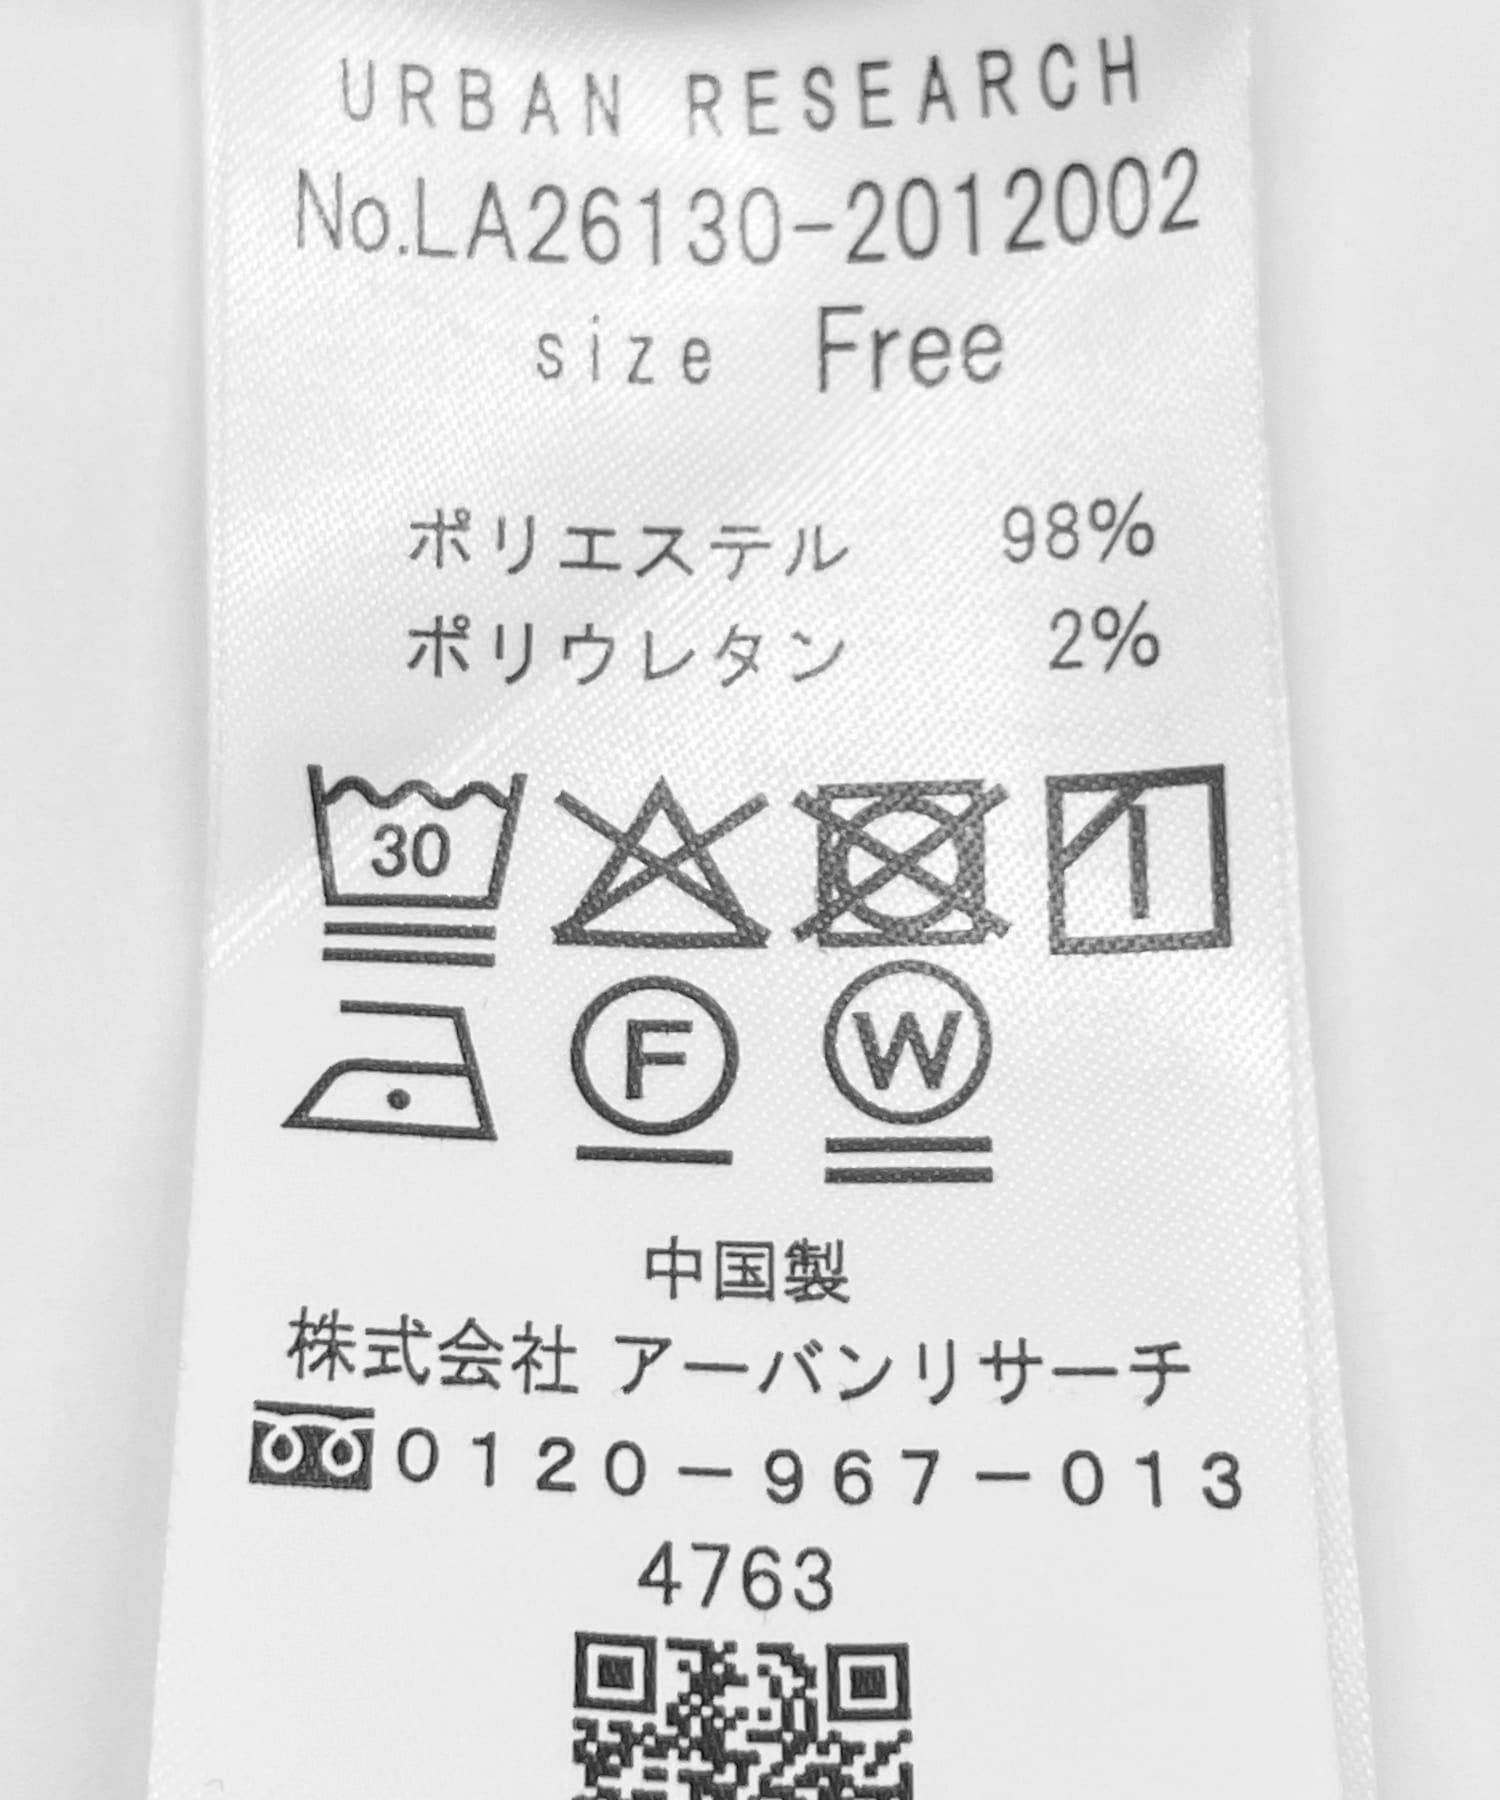 URBAN RESEARCH
No.LA26130-2012002
size Free
ポリエステル 98%
ポリウレタン 2%
30
F W
中国製
株式会社 アーバンリサーチ
0120-967-013
4763